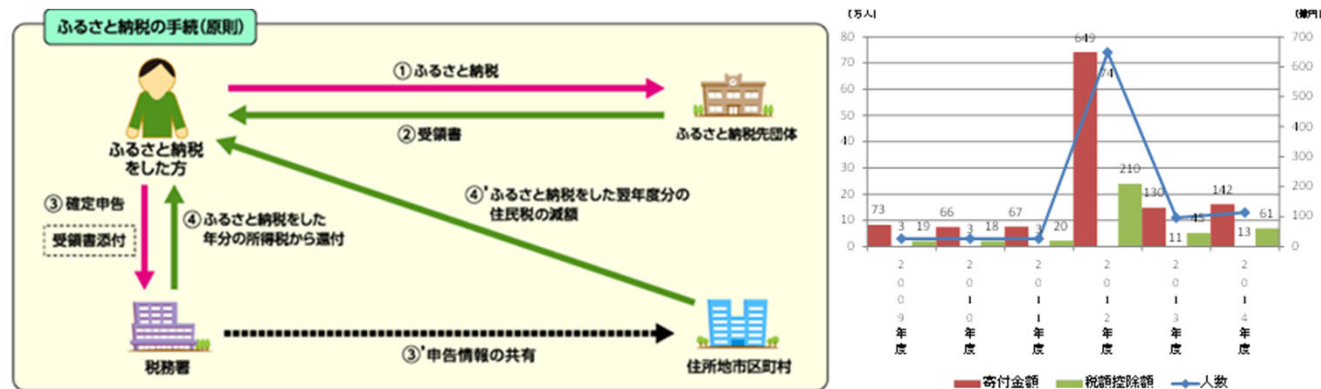 ふるさと納税の手続(原則)
① ふるさと納税
② 受領書
ふるさと納税
をした方
ふるさと納税先団体
③ 確定申告
受領書添付
④ ふるさと納税をした
年分の所得税から還付
④' ふるさと納税をした翌年度分の
住民税の減額
税務署
③' 申告情報の共有
住所地市区町村
(万人)
(億円)
80
70
60
50
40
30
20
10
0
700
600
500
400
300
200
100
0
73
3
19
66
3
18
67
3
20
649
74
210
130
11
45
142
13
61
2009年度
2010年度
2011年度
2012年度
2013年度
2014年度
寄付金額
税額控除額
人数